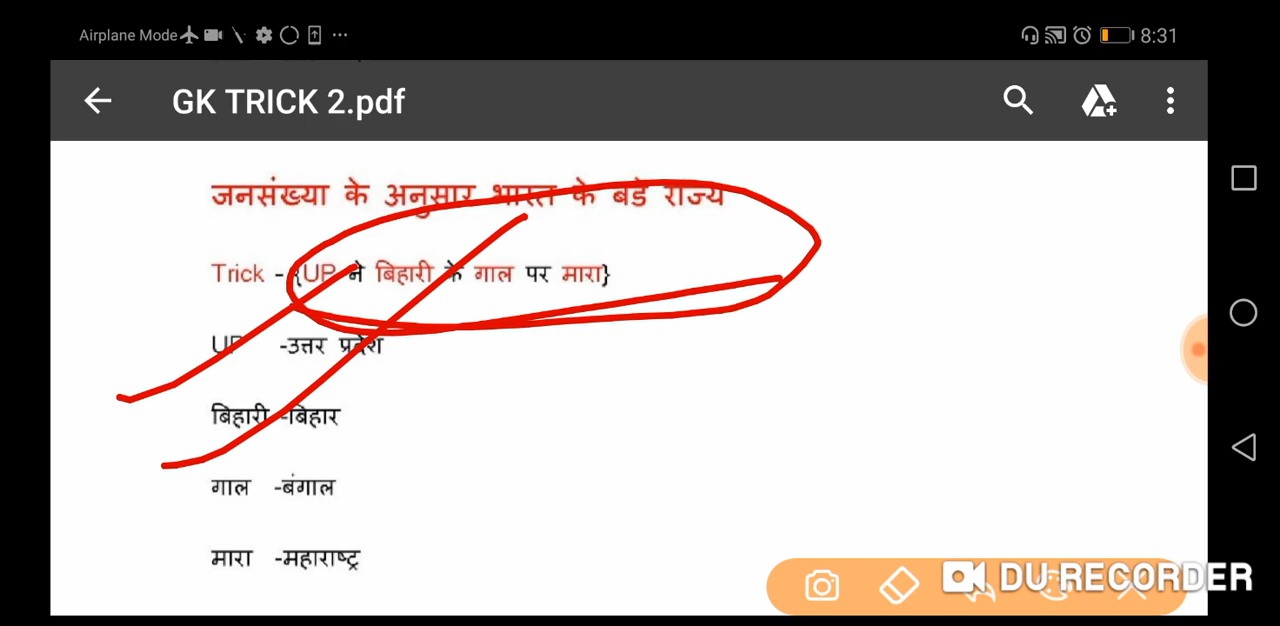 Airplane Mode 8:31
GK TRICK 2.pdf
जनसंख्या के अनुसार भारत के बडे राज्य
Trick - {UP ने बिहारी के गाल पर मारा}
UP -उत्तर प्रदेश
बिहारी -बिहार
गाल -बंगाल
मारा -महाराष्ट्र
DU RECORDER